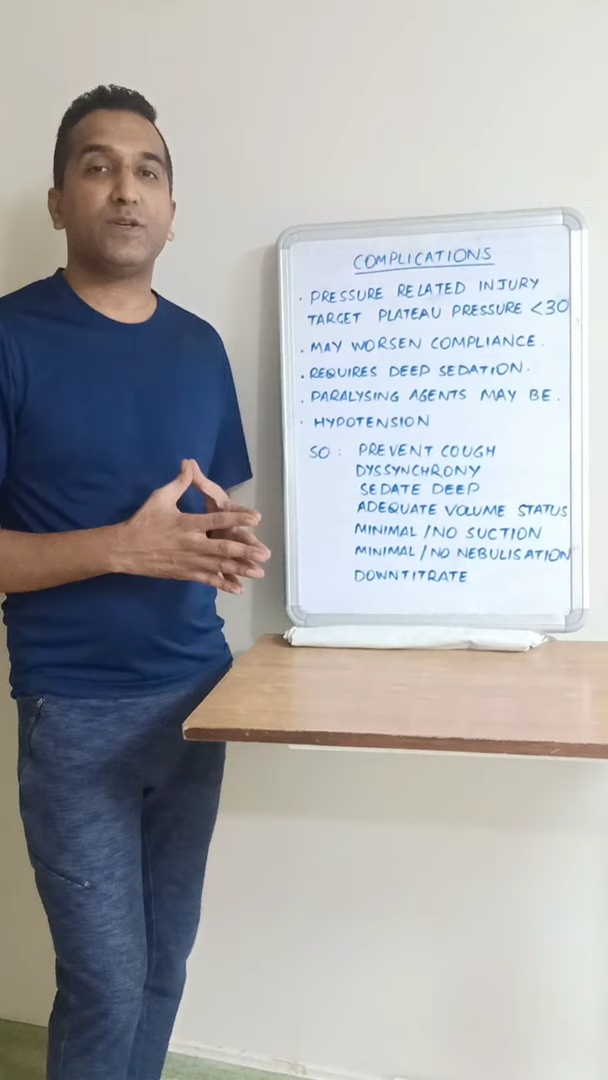 COMPLICATIONS
. PRESSURE RELATED INJURY
TARGET PLATEAU PRESSURE <30
. MAY WORSEN COMPLIANCE.
. REQUIRES DEEP SEDATION.
. PARALYSING AGENTS MAY BE.
. HYPOTENSION
SO : PREVENT COUGH
DYSSYNCHRONY
SEDATE DEEP
ADEQUATE VOLUME STATUS
MINIMAL / NO SUCTION
MINIMAL / NO NEBULISATION
DOWNTITRATE